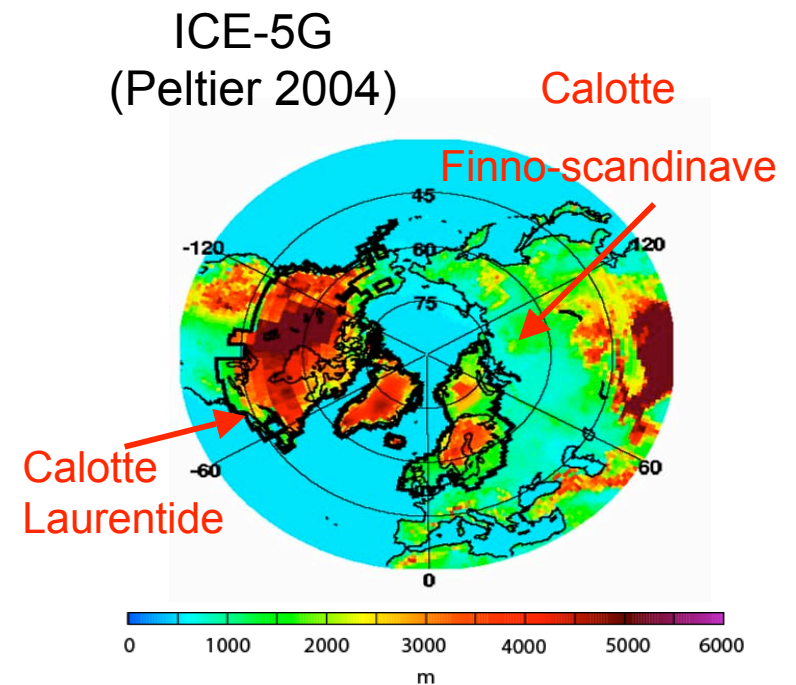 ICE-5G
(Peltier 2004)
Calotte
Finno-scandinave
45
-120
60
120
75
Calotte
Laurentide
-60
60
0
0 1000 2000 3000 4000 5000 6000
m